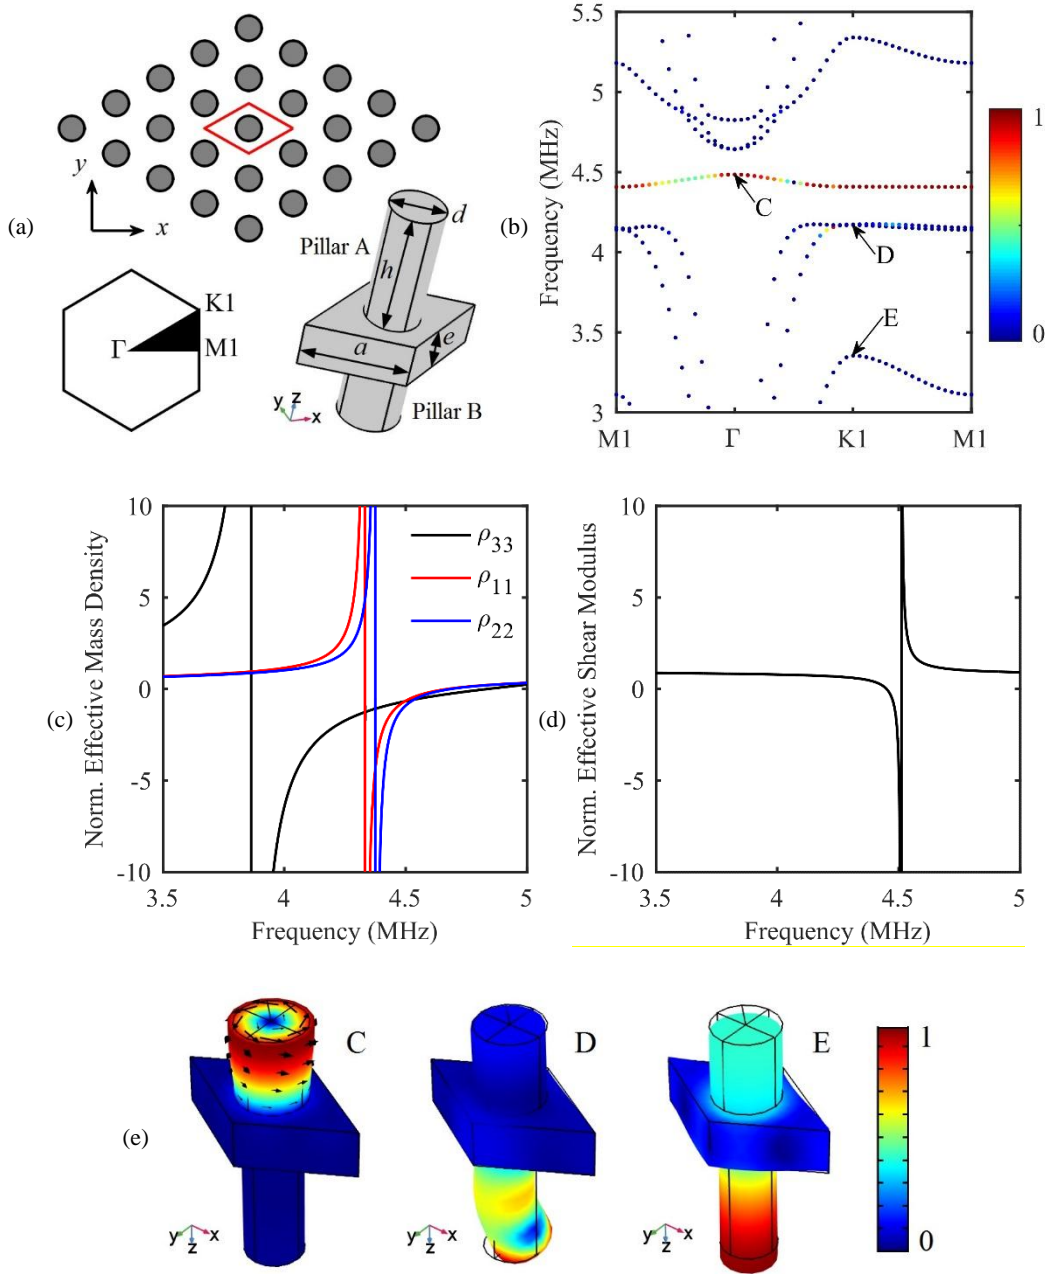 (a)
y
x
Γ
K1
M1
Pillar A
d
h
a
e
Pillar B
y z x
(b)
Frequency (MHz)
5.5
5
4.5
4
3.5
3
M1 Γ K1 M1
C
D
E
1
0
(c)
Norm. Effective Mass Density
10
5
0
-5
-10
3.5 4 4.5 5
Frequency (MHz)
ρ33
ρ11
ρ22
(d)
Norm. Effective Shear Modulus
10
5
0
-5
-10
3.5 4 4.5 5
Frequency (MHz)
(e)
C
D
E
y z x
y z x
y z x
1
0